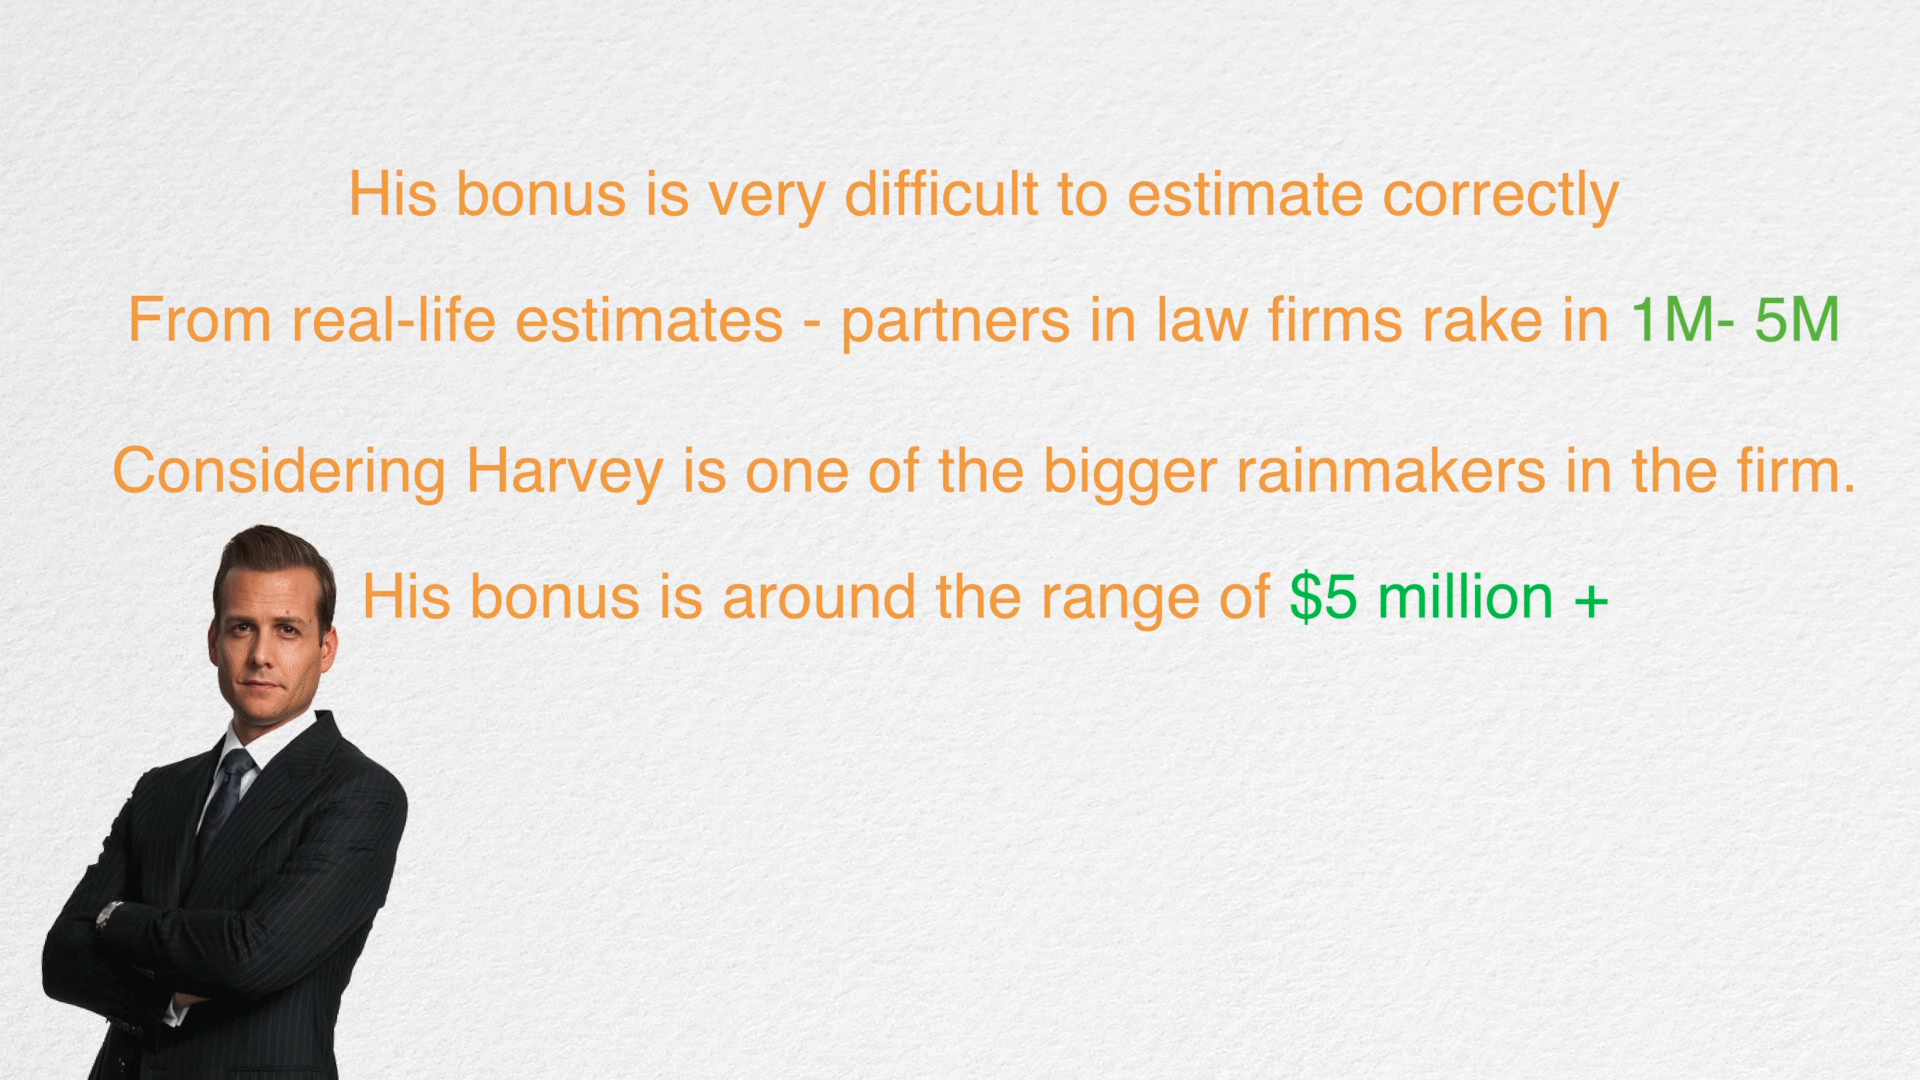 His bonus is very difficult to estimate correctly
From real-life estimates - partners in law firms rake in 1M- 5M
Considering Harvey is one of the bigger rainmakers in the firm.
His bonus is around the range of $5 million +